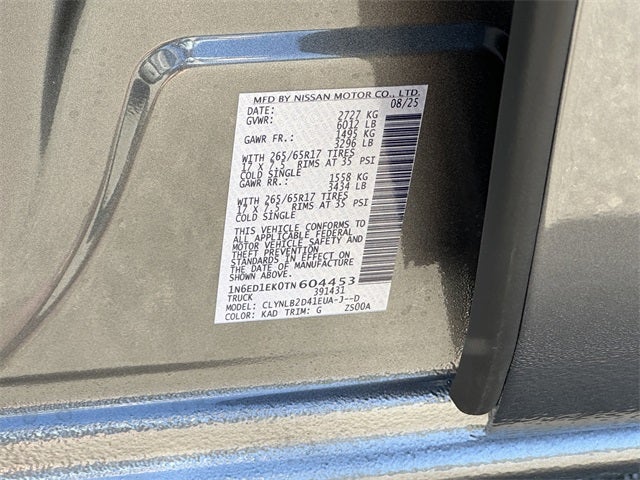 MFD BY NISSAN MOTOR CO., LTD.
DATE: 08/25
GVWR: 2727 KG
6012 LB
GAWR FR.: 1495 KG
3296 LB
WITH 265/65R17 TIRES
17 X 7.5 RIMS AT 35 PSI
COLD SINGLE
GAWR RR.: 1558 KG
3434 LB
WITH 265/65R17 TIRES
17 X 7.5 RIMS AT 35 PSI
COLD SINGLE
THIS VEHICLE CONFORMS TO
ALL APPLICABLE FEDERAL
MOTOR VEHICLE SAFETY AND
THEFT PREVENTION
STANDARDS IN EFFECT ON
THE DATE OF MANUFACTURE
SHOWN ABOVE.
1N6ED1EK0TN604453
TRUCK 391431
MODEL: CLYNLB2D41EUA-J--D
COLOR: KAD TRIM: G ZS00A